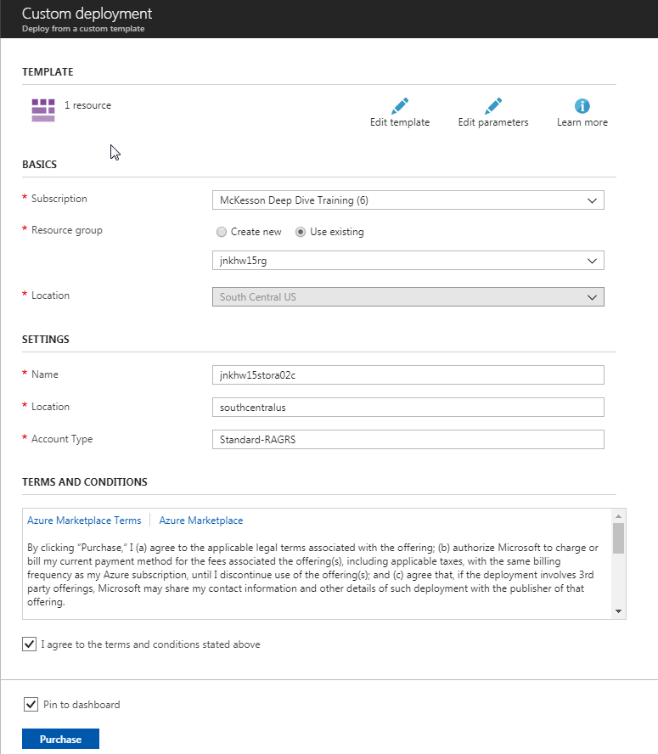 Custom deployment
Deploy from a custom template
TEMPLATE
1 resource
Edit template
Edit parameters
Learn more
BASICS
* Subscription
McKesson Deep Dive Training (6)
* Resource group
Create new
Use existing
jnkhw15rg
* Location
South Central US
SETTINGS
* Name
jnkhw15stora02c
* Location
southcentralus
* Account Type
Standard-RAGRS
TERMS AND CONDITIONS
Azure Marketplace Terms
Azure Marketplace
By clicking "Purchase," I (a) agree to the applicable legal terms associated with the offering; (b) authorize Microsoft to charge or
bill my current payment method for the fees associated the offering(s), including applicable taxes, with the same billing
frequency as my Azure subscription, until I discontinue use of the offering(s); and (c) agree that, if the deployment involves 3rd
party offerings, Microsoft may share my contact information and other details of such deployment with the publisher of that
offering.
I agree to the terms and conditions stated above
Pin to dashboard
Purchase